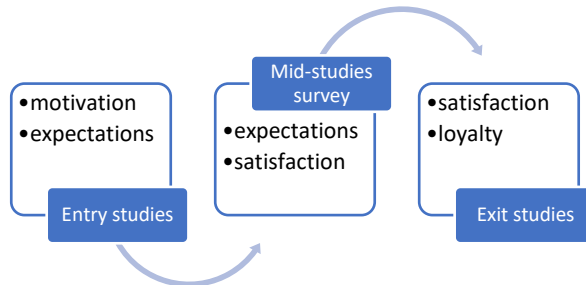 •motivation
•expectations
Entry studies
Mid-studies
survey
•expectations
•satisfaction
•satisfaction
•loyalty
Exit studies